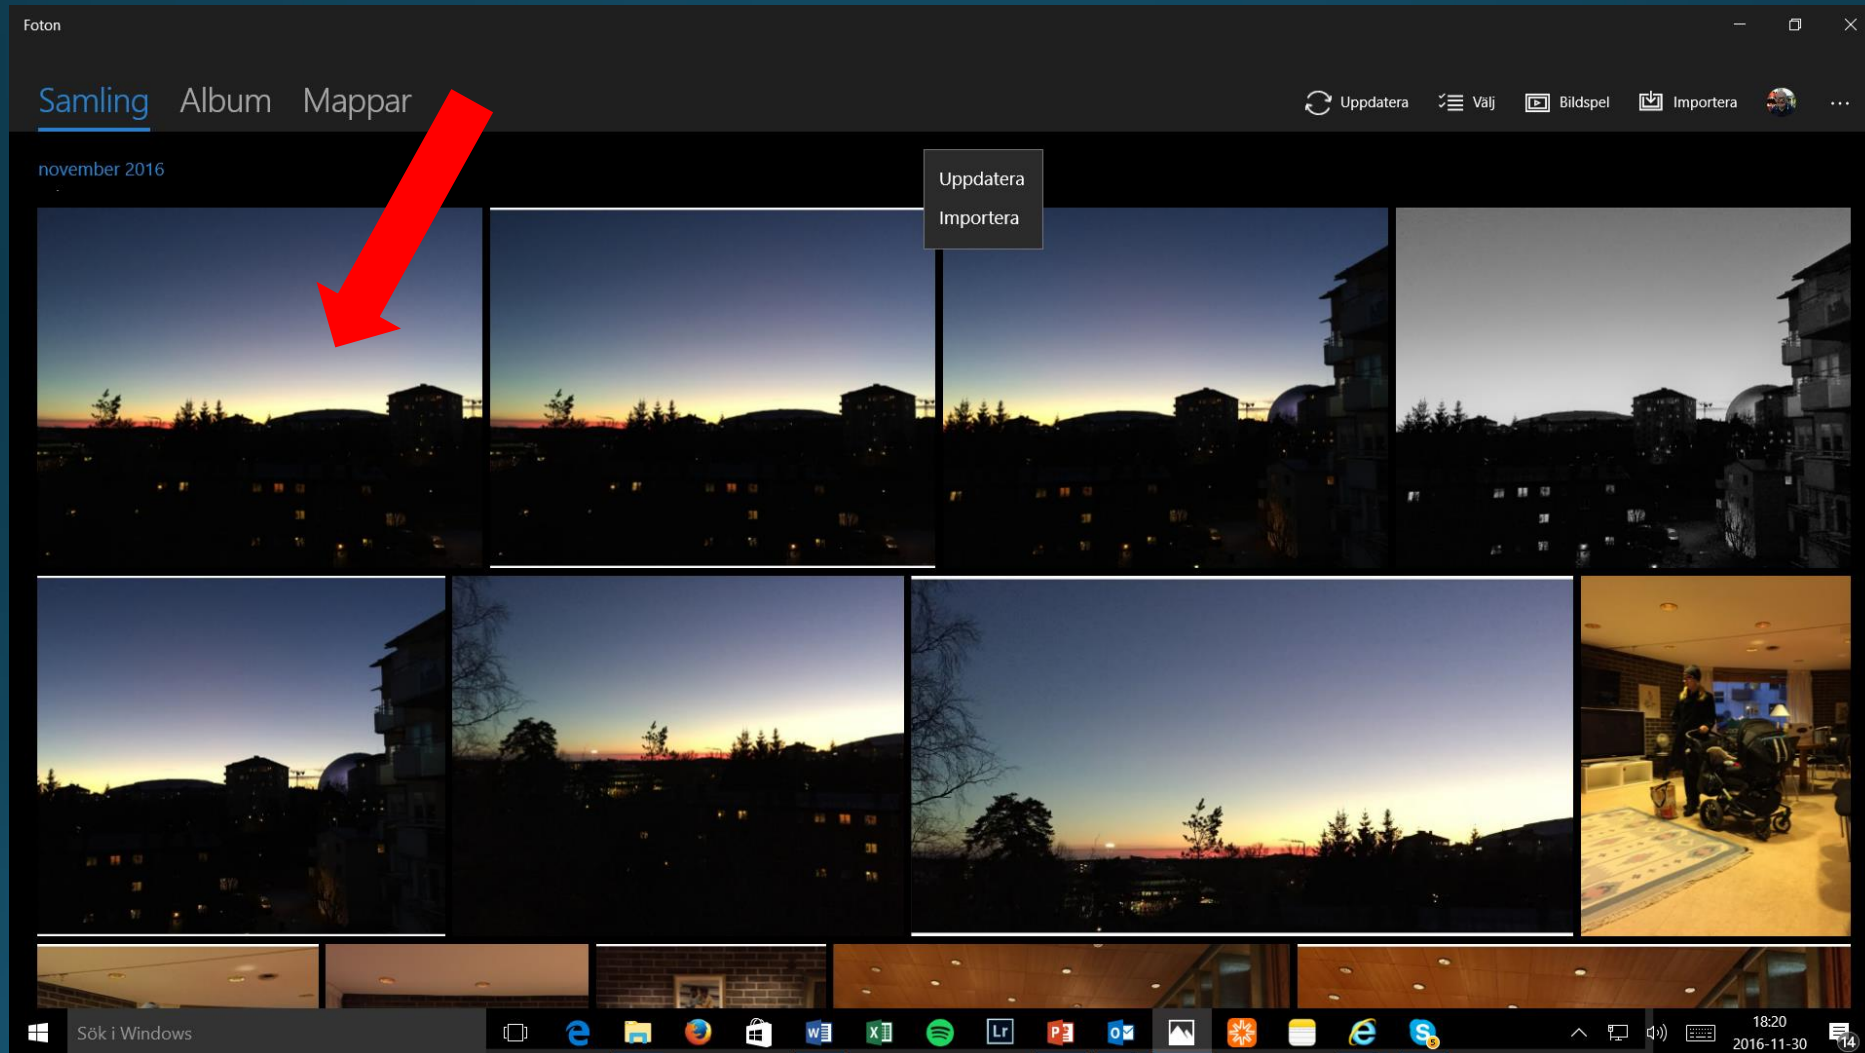 Foton
Samling Album Mappar
Uppdatera Välj Bildspel Importera
november 2016
Uppdatera
Importera
Sök i Windows
18:20
2016-11-30
14